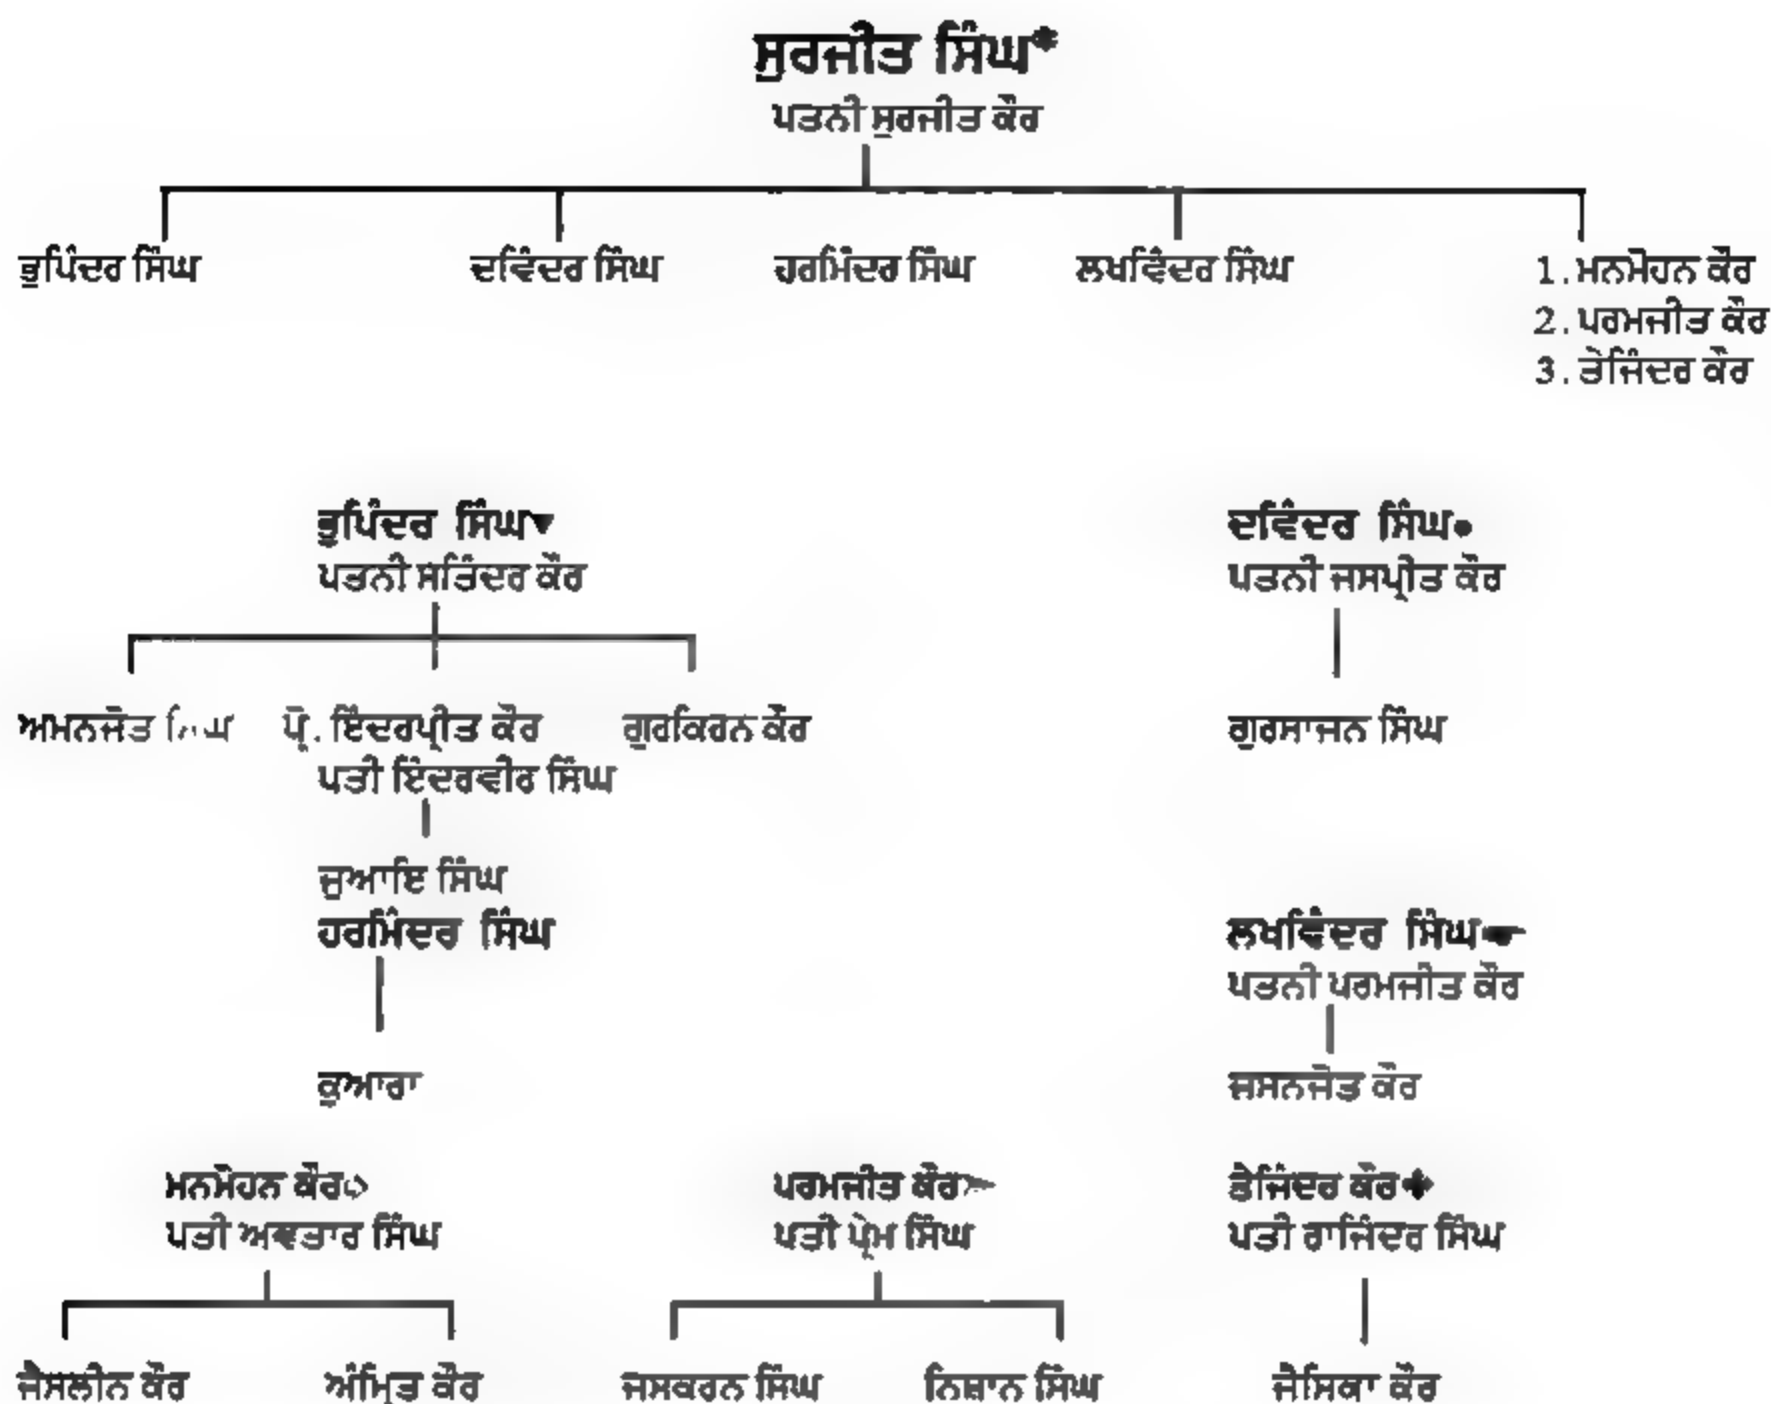 ਸੁਰਜੀਤ ਸਿੰਘ*
ਪਤਨੀ ਸੁਰਜੀਤ ਕੌਰ
ਭੁਪਿੰਦਰ ਸਿੰਘ ਦਵਿੰਦਰ ਸਿੰਘ ਹਰਮਿੰਦਰ ਸਿੰਘ ਲਖਵਿੰਦਰ ਸਿੰਘ 1.ਮਨਮੋਹਨ ਕੌਰ
2.ਪਰਮਜੀਤ ਕੌਰ
3.ਤੇਜਿੰਦਰ ਕੌਰ
ਭੁਪਿੰਦਰ ਸਿੰਘ ਦਵਿੰਦਰ ਸਿੰਘ
ਪਤਨੀ ਸਤਿੰਦਰ ਕੌਰ ਪਤਨੀ ਜਸਪ੍ਰੀਤ ਕੌਰ
ਅਮਨਜੋਤ ਪ੍ਰੋ. ਇੰਦਰਪ੍ਰੀਤ ਕੌਰ ਗੁਰਕਿਰਨ ਕੌਰ ਗੁਰਸਾਜਨ ਸਿੰਘ
ਪਤੀ ਇੰਦਰਵੀਰ ਸਿੰਘ
ਜੁਆਇ ਸਿੰਘ
ਹਰਮਿੰਦਰ ਸਿੰਘ ਲਖਵਿੰਦਰ ਸਿੰਘ
ਪਤਨੀ ਪਰਮਜੀਤ ਕੌਰ
ਕੁਆਰਾ ਜਸਨਜੋਤ ਕੌਰ
ਮਨਮੋਹਨ ਕੌਰ ਪਰਮਜੀਤ ਕੌਰ ਤੇਜਿੰਦਰ ਕੌਰ
ਪਤੀ ਅਵਤਾਰ ਸਿੰਘ ਪਤੀ ਪ੍ਰੇਮ ਸਿੰਘ ਪਤੀ ਰਾਜਿੰਦਰ ਸਿੰਘ
ਜੈਸਲੀਨ ਕੌਰ ਅੰਮ੍ਰਿਤ ਕੌਰ ਜਸਕਰਨ ਸਿੰਘ ਨਿਸ਼ਾਨ ਸਿੰਘ ਜੈਸਿਕਾ ਕੌਰ